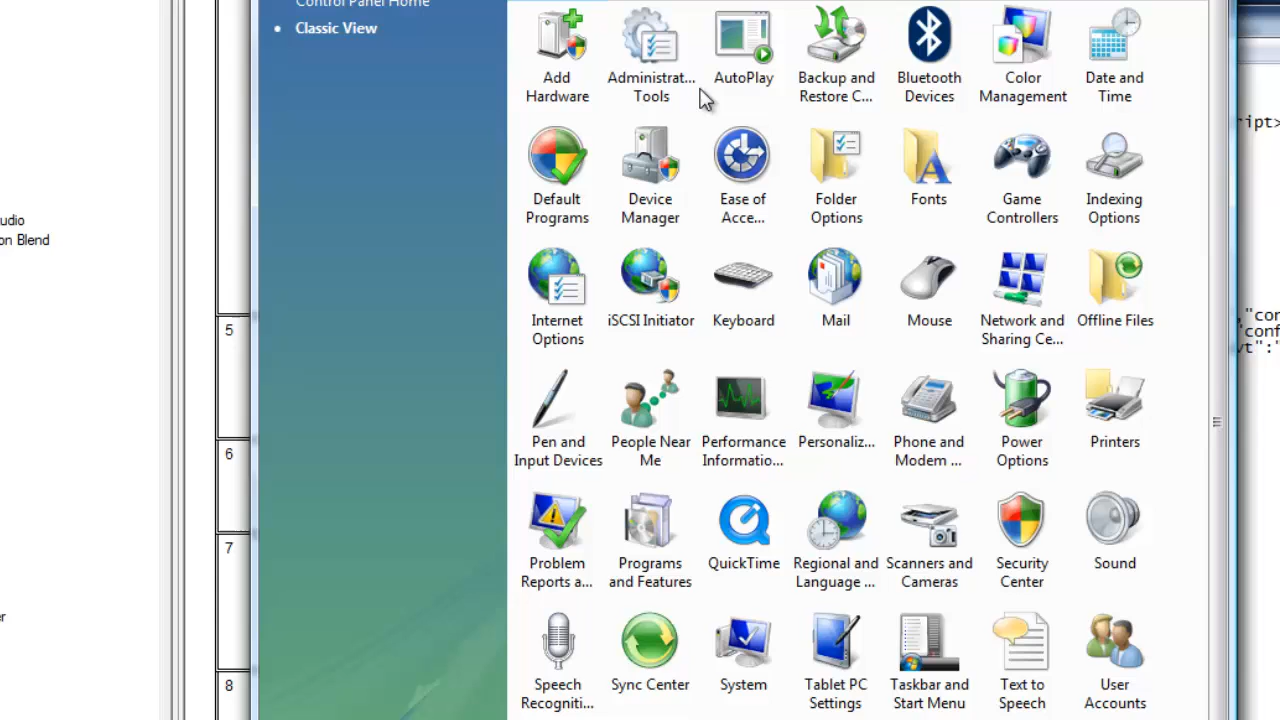 Control Panel Home
Classic View
Add Hardware
Administrat... Tools
AutoPlay
Backup and Restore C...
Bluetooth Devices
Color Management
Date and Time
ript>
Default Programs
Device Manager
Ease of Acce...
Folder Options
Fonts
Game Controllers
Indexing Options
udio
on Blend
Internet Options
iSCSI Initiator
Keyboard
Mail
Mouse
Network and Sharing Ce...
Offline Files
"cor
"conf
vt":"
5
Pen and Input Devices
People Near Me
Performance Informatio...
Personaliz...
Phone and Modem ...
Power Options
Printers
6
Problem Reports a...
Programs and Features
QuickTime
Regional and Language ...
Scanners and Cameras
Security Center
Sound
7
er
Speech Recogniti...
Sync Center
System
Tablet PC Settings
Taskbar and Start Menu
Text to Speech
User Accounts
8